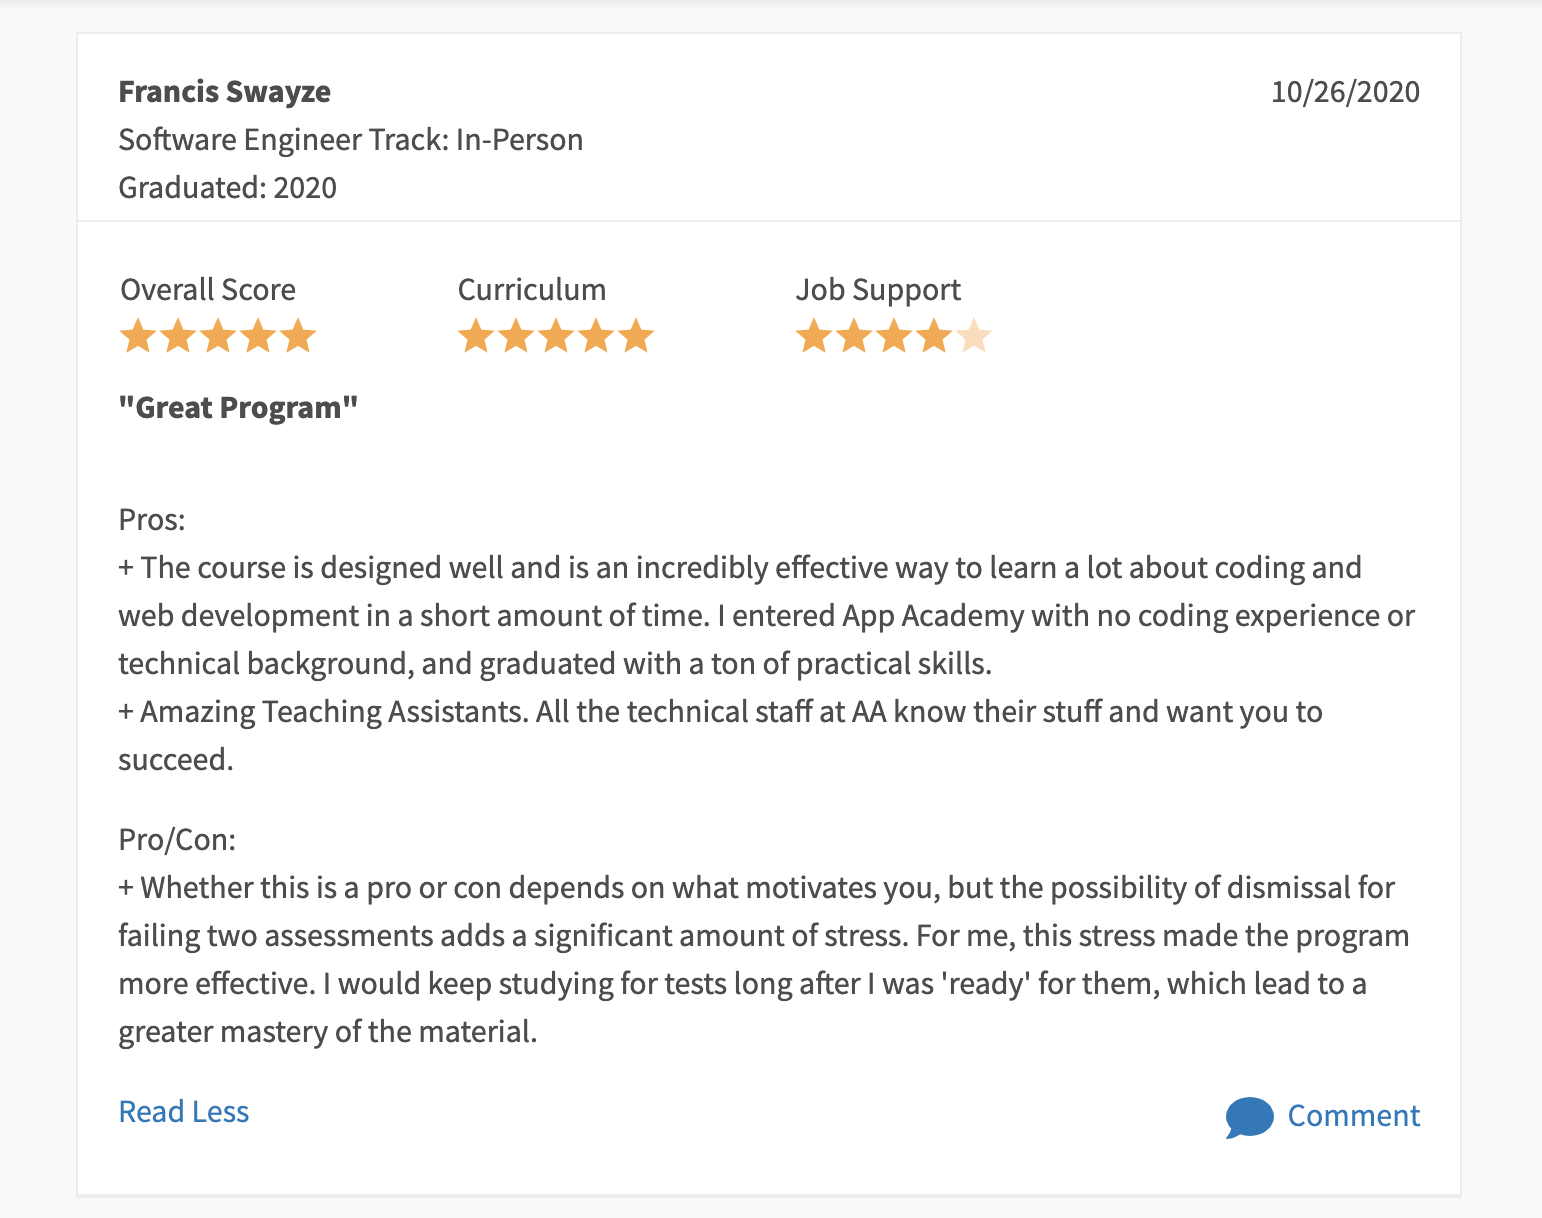 Francis Swayze
10/26/2020
Software Engineer Track: In-Person
Graduated: 2020
Overall Score
Curriculum
Job Support
"Great Program"
Pros:
+ The course is designed well and is an incredibly effective way to learn a lot about coding and
web development in a short amount of time. I entered App Academy with no coding experience or
technical background, and graduated with a ton of practical skills.
+ Amazing Teaching Assistants. All the technical staff at AA know their stuff and want you to
succeed.
Pro/Con:
+ Whether this is a pro or con depends on what motivates you, but the possibility of dismissal for
failing two assessments adds a significant amount of stress. For me, this stress made the program
more effective. I would keep studying for tests long after I was 'ready' for them, which lead to a
greater mastery of the material.
Read Less
Comment